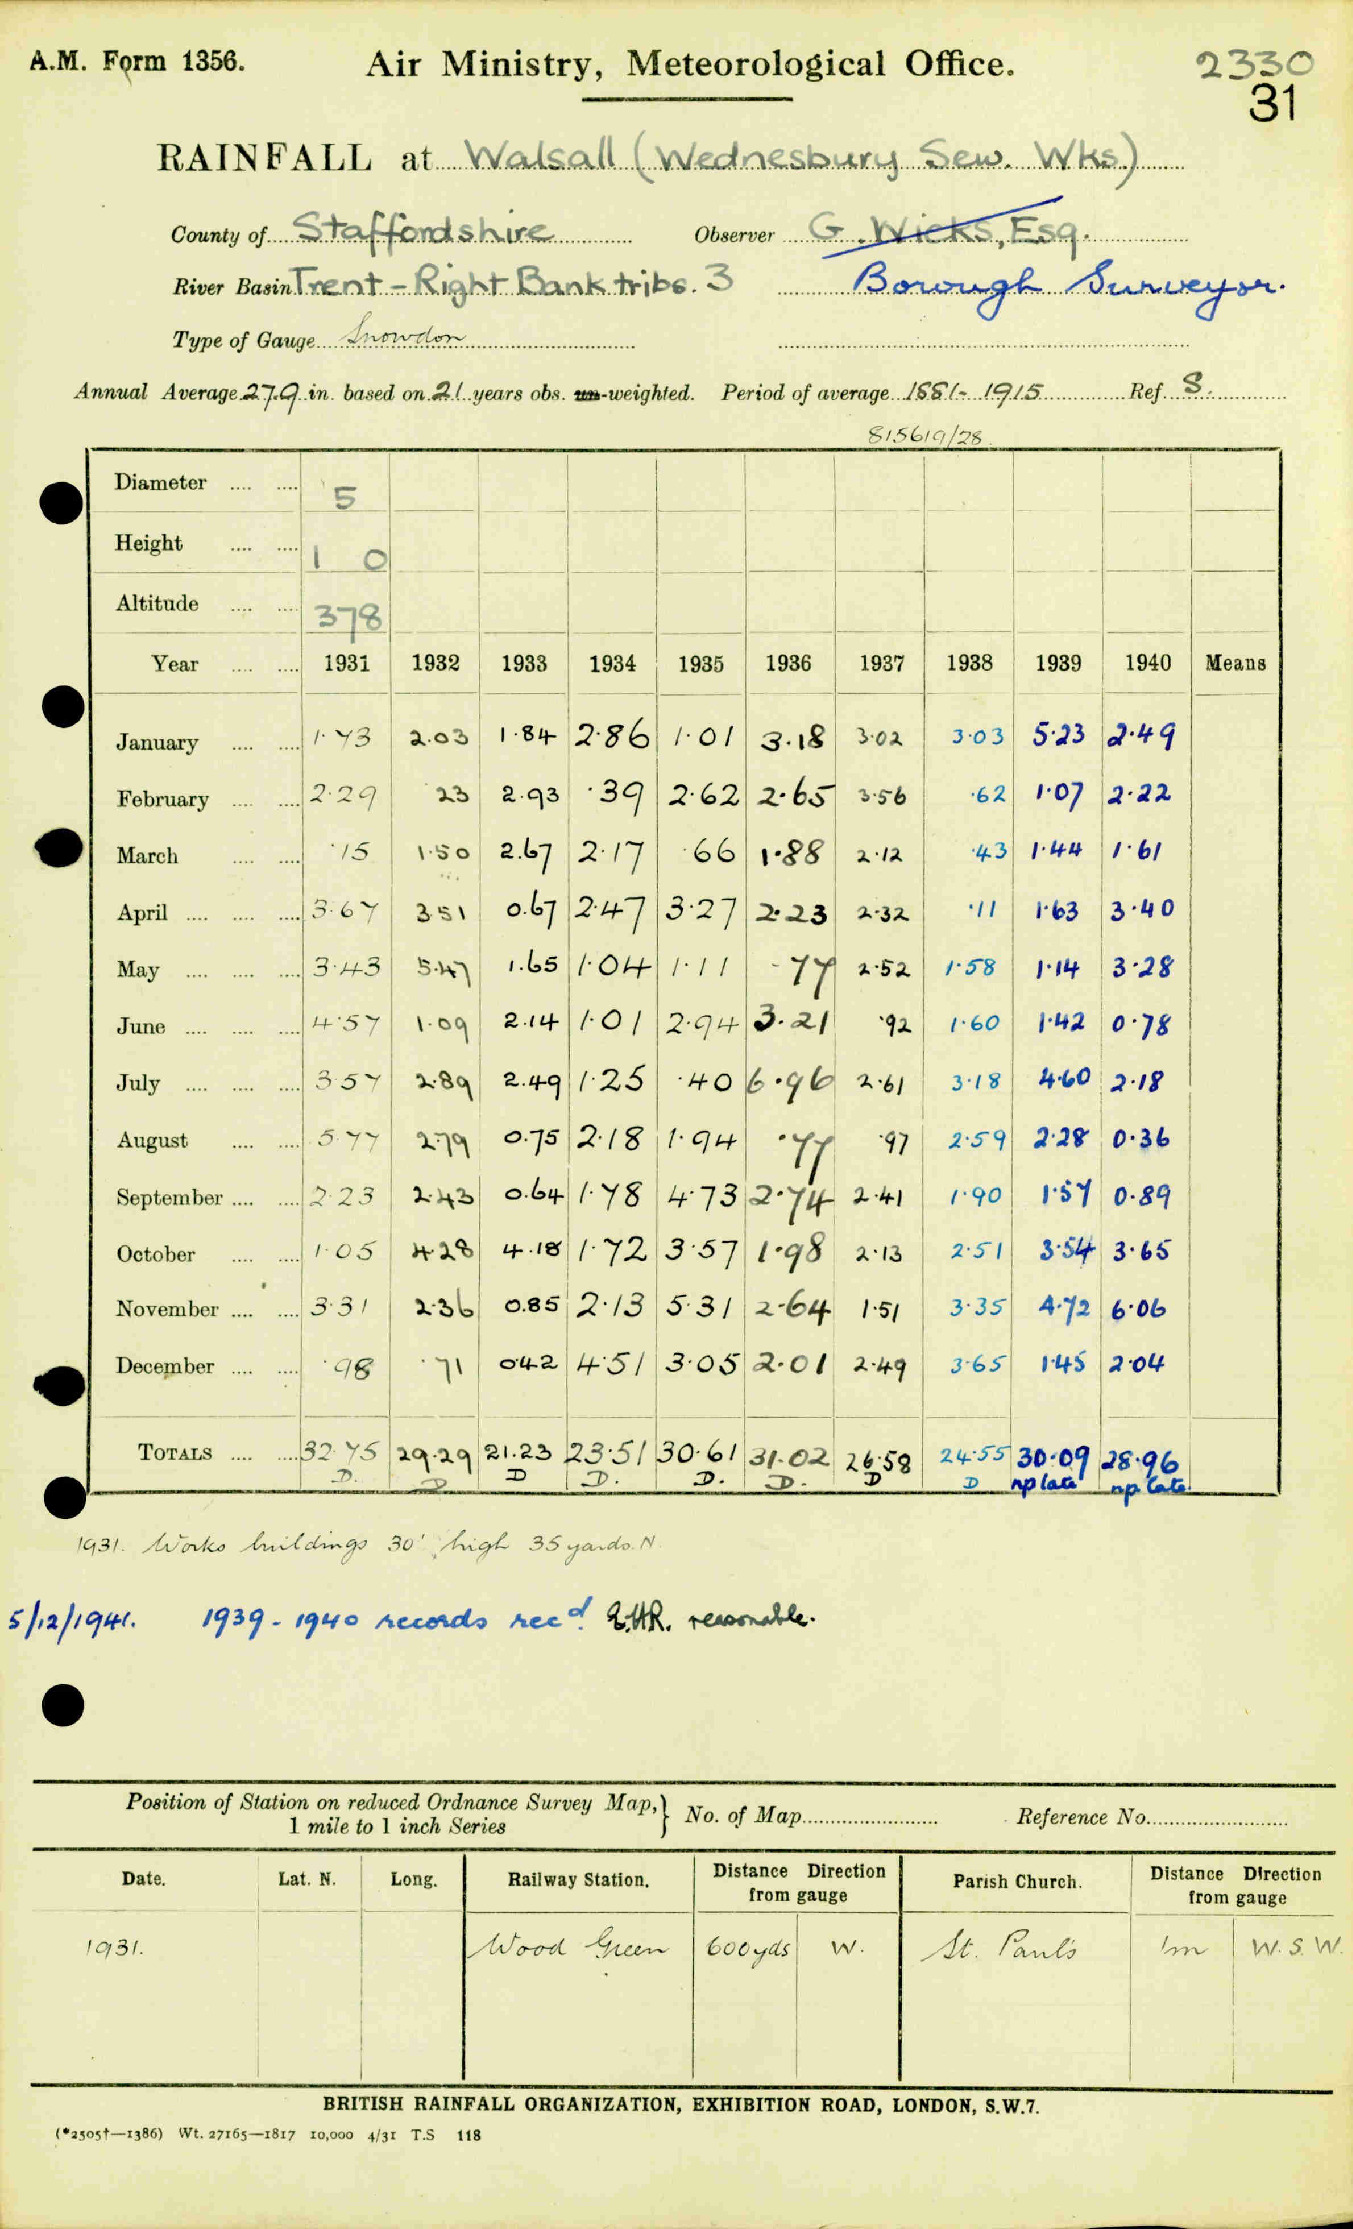 A.M. Form 1356.
Air Ministry, Meteorological Office.
2330
31
RAINFALL at Walsall (Wednesbury Sew. Wks)
County of Staffordshire Observer G. Wicks, Esq.
River Basin Trent - Right Bank tribs. 3 Borough Surveyor.
Type of Gauge Snowdon
Annual Average 27.9 in. based on 21 years obs. un-weighted. Period of average 1881-1915 Ref. S.
815619/28
Diameter 5
Height 1 0
Altitude 378
Year 1931 1932 1933 1934 1935 1936 1937 1938 1939 1940 Means
January 1.73 2.03 1.84 2.86 1.01 3.18 3.02 3.03 5.23 2.49
February 2.29 23 2.93 .39 2.62 2.65 3.56 .62 1.07 2.22
March .15 1.50 2.67 2.17 .66 1.88 2.12 .43 1.44 1.61
April 3.67 3.51 0.67 2.47 3.27 2.23 2.32 .11 1.63 3.40
May 3.43 5.47 1.65 1.04 1.11 .77 2.52 1.58 1.14 3.28
June 4.57 1.09 2.14 1.01 2.94 3.21 .92 1.60 1.42 0.78
July 3.57 2.89 2.49 1.25 .40 6.96 2.61 3.18 4.60 2.18
August 5.77 2.79 0.75 2.18 1.94 .77 .97 2.59 2.28 0.36
September 2.23 2.43 0.64 1.78 4.73 2.74 2.41 1.90 1.57 0.89
October 1.05 4.28 4.18 1.72 3.57 1.98 2.13 2.51 3.54 3.65
November 3.31 2.36 0.85 2.13 5.31 2.64 1.51 3.35 4.72 6.06
December .98 .71 0.42 4.51 3.05 2.01 2.49 3.65 1.45 2.04
TOTALS 32.75 29.29 21.23 23.51 30.61 31.02 26.58 24.55 30.09 28.96
D. D D D. D. D. D D np late np late
1931. Works buildings 30' high 35 yards. N.
5/12/1941. 1939 - 1940 records recd. E.H.R. reasonable.
Position of Station on reduced Ordnance Survey Map,} No. of Map Reference No.
1 mile to 1 inch Series
Date. Lat. N. Long. Railway Station. Distance Direction from gauge Parish Church. Distance Direction from gauge
1931. Wood Green 600yds W. St. Paul's 1m W.S.W.
BRITISH RAINFALL ORGANIZATION, EXHIBITION ROAD, LONDON, S.W.7.
(*2505†—1386) Wt. 27165—1817 10,000 4/31 T.S 118